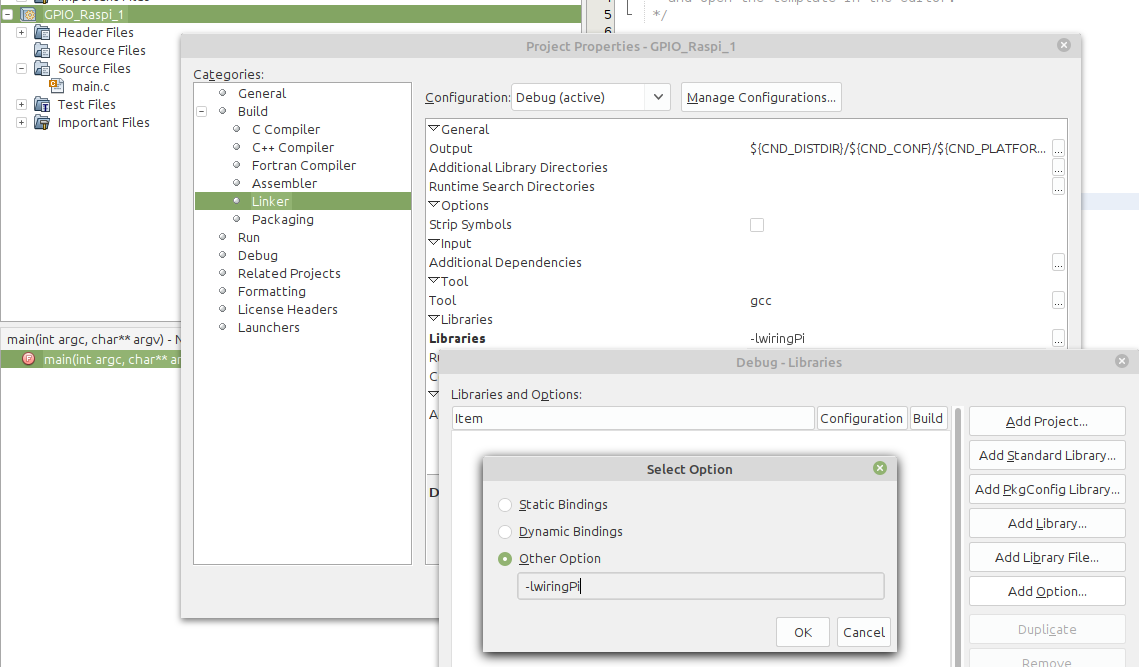 Important Files
GPIO_Raspi_1
Header Files
Resource Files
Source Files
main.c
Test Files
Important Files
main(int argc, char** argv) - N
main(int argc, char** ar
and open the template in the editor.
5
*/
6
Project Properties - GPIO_Raspi_1
Categories:
General
Build
C Compiler
C++ Compiler
Fortran Compiler
Assembler
Linker
Packaging
Run
Debug
Related Projects
Formatting
License Headers
Launchers
Configuration: Debug (active) Manage Configurations...
General
Output ${CND_DISTDIR}/${CND_CONF}/${CND_PLATFOR... ...
Additional Library Directories ...
Runtime Search Directories ...
Options
Strip Symbols
Input
Additional Dependencies ...
Tool
Tool gcc ...
Libraries
Libraries -lwiringPi ...
Debug - Libraries
Libraries and Options:
Item Configuration Build
Add Project...
Add Standard Library...
Add PkgConfig Library...
Add Library...
Add Library File...
Add Option...
Duplicate
Remove
Select Option
Static Bindings
Dynamic Bindings
Other Option
-lwiringPi
OK Cancel